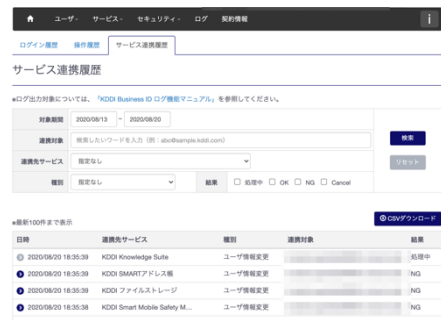 ユーザ サービス セキュリティ ログ 契約情報
ログイン履歴 操作履歴 サービス連携履歴
サービス連携履歴
※ログ出力対象については、「KDDI Business ID ログ機能マニュアル」を参照してください。
対象期間 2020/08/13 ~ 2020/08/20
連携対象 検索したいワードを入力(例:abc@sample.kddi.com) 検索
連携先サービス 指定なし リセット
種別 指定なし 結果 処理中 OK NG Cancel
※最新100件まで表示 CSVダウンロード
日時 連携先サービス 種別 連携対象 結果
2020/08/20 18:35:39 KDDI Knowledge Suite ユーザ情報変更 処理中
2020/08/20 18:35:39 KDDI SMARTアドレス帳 ユーザ情報変更 NG
2020/08/20 18:35:39 KDDI ファイルストレージ ユーザ情報変更 NG
2020/08/20 18:35:38 KDDI Smart Mobile Safety M... ユーザ情報変更 NG